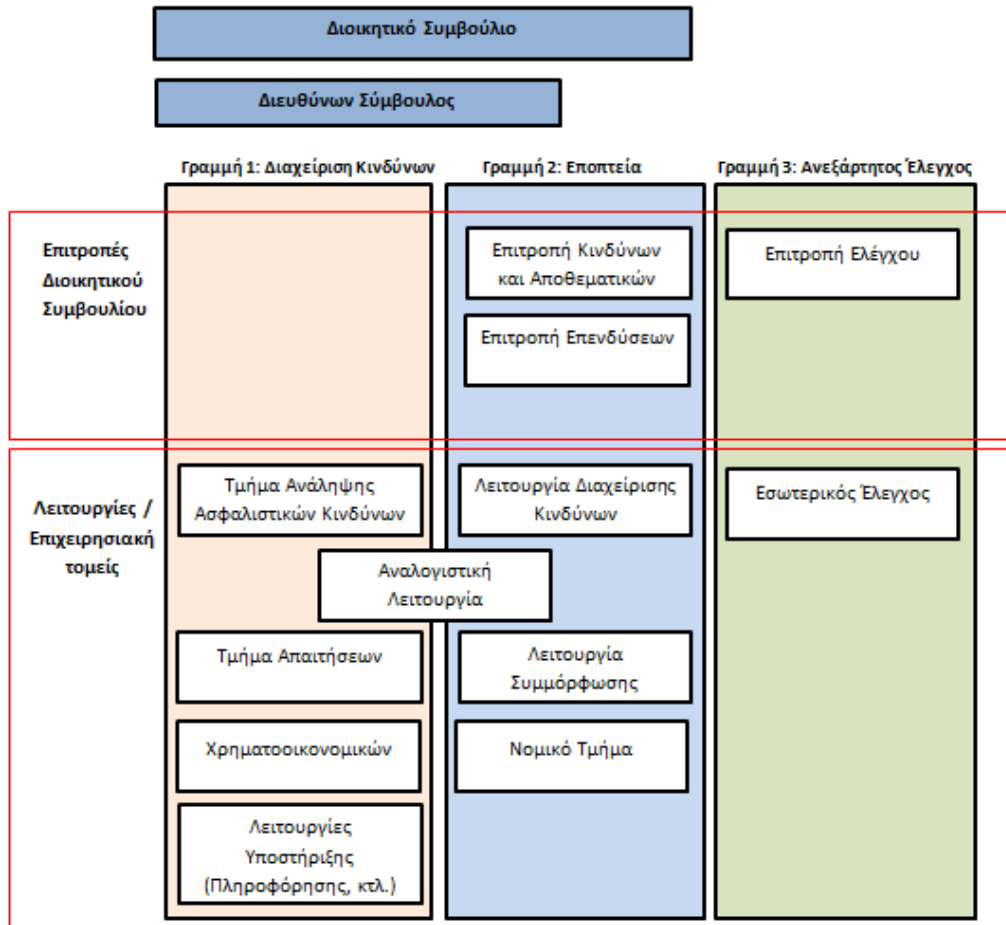 Διοικητικό Συμβούλιο
Διευθύνων Σύμβουλος
Γραμμή 1: Διαχείριση Κινδύνων
Γραμμή 2: Εποπτεία
Γραμμή 3: Ανεξάρτητος Έλεγχος
Επιτροπές
Διοικητικού
Συμβουλίου
Επιτροπή Κινδύνων
και Αποθεματικών
Επιτροπή Ελέγχου
Επιτροπή Επενδύσεων
Λειτουργίες /
Επιχειρησιακή
τομείς
Τμήμα Ανάληψης
Ασφαλιστικών Κινδύνων
Λειτουργία Διαχείρισης
Κινδύνων
Εσωτερικός Έλεγχος
Αναλογιστική
Λειτουργία
Τμήμα Απαιτήσεων
Λειτουργία
Συμμόρφωσης
Χρηματοοικονομικών
Νομικό Τμήμα
Λειτουργίες
Υποστήριξης
(Πληροφόρησης, κτλ.)